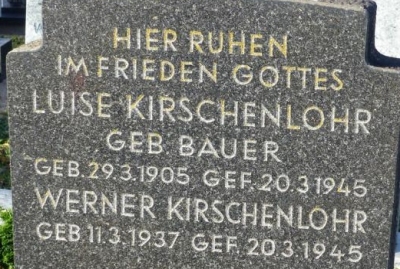 HIER RUHEN
IM FRIEDEN GOTTES
LUISE KIRSCHENLOHR
GEB BAUER
GEB. 29.3.1905 GEF. 20.3 1945
WERNER KIRSCHENLOHR
GEB. 11.3.1937 GEF. 20.3.1945